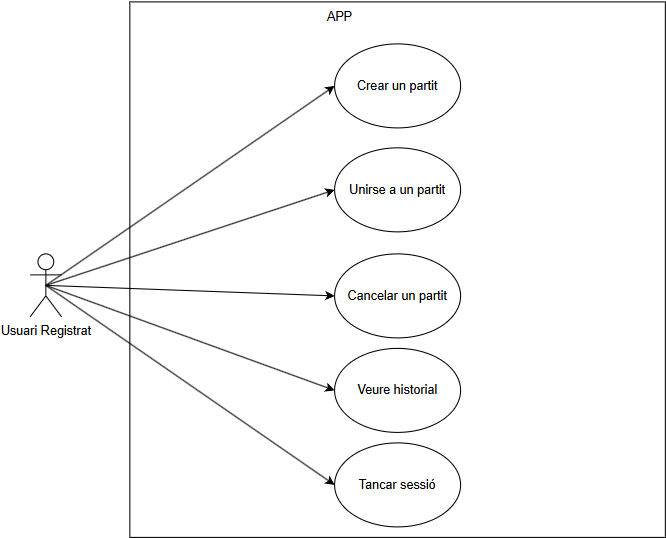 APP
Crear un partit
Unirse a un partit
Cancelar un partit
Usuari Registrat
Veure historial
Tancar sessió